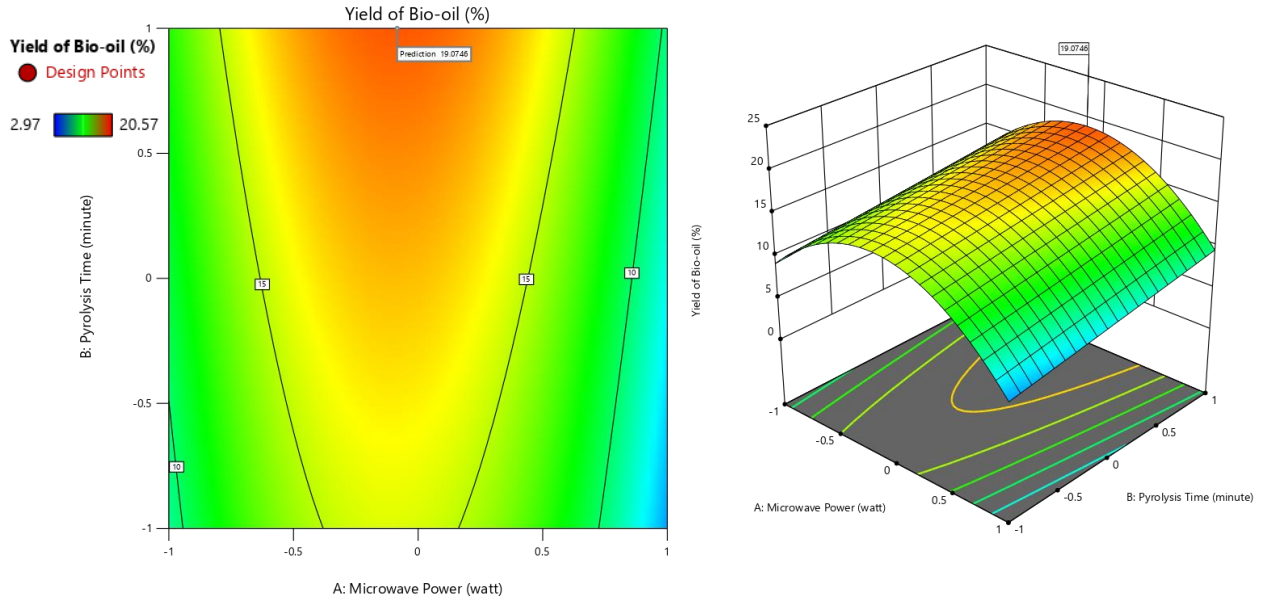 Yield of Bio-oil (%)
Yield of Bio-oil (%)
Design Points
2.97 20.57
Prediction 19.0746
1
0.5
0
-0.5
-1
15
15
10
10
-1 -0.5 0 0.5 1
B: Pyrolysis Time (minute)
A: Microwave Power (watt)
19.0746
25
20
15
10
5
0
Yield of Bio-oil (%)
-1
-0.5
0
0.5
1
A: Microwave Power (watt)
-1
-0.5
0
0.5
1
B: Pyrolysis Time (minute)